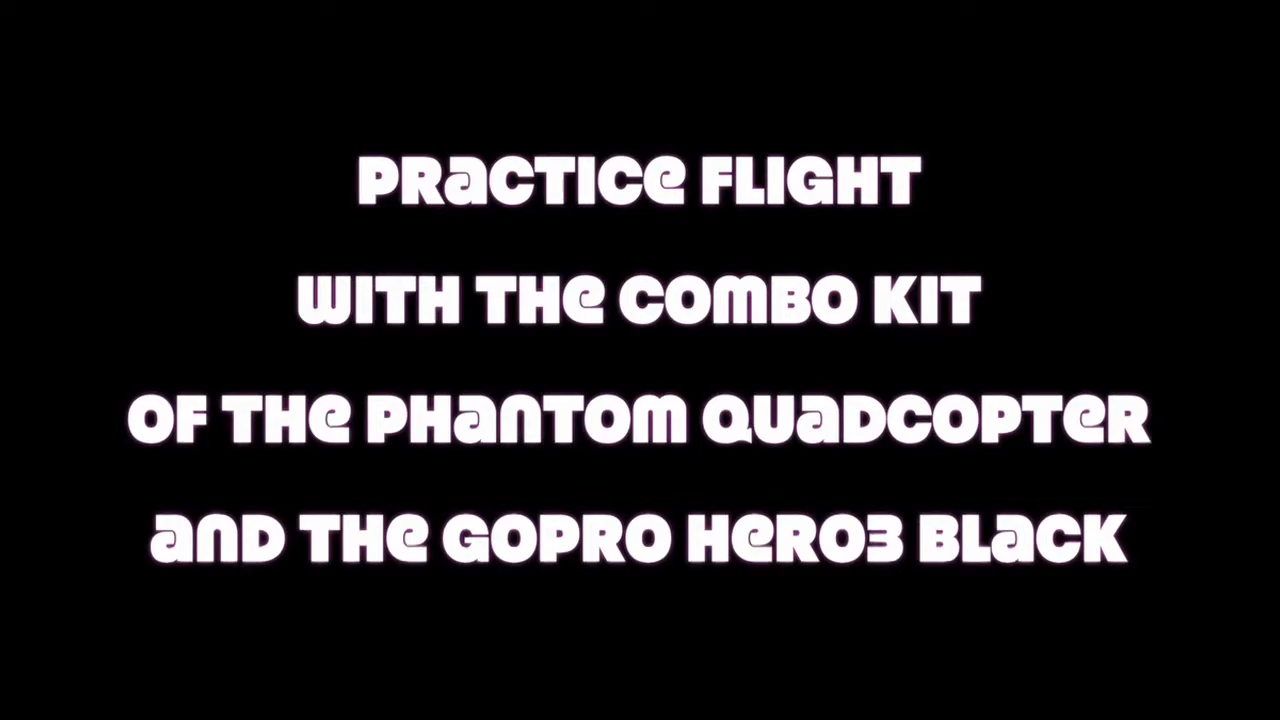 PRACTICE FLIGHT
WITH THE COMBO KIT
OF THE PHANTOM QUADCOPTER
AND THE GOPRO HERO3 BLACK